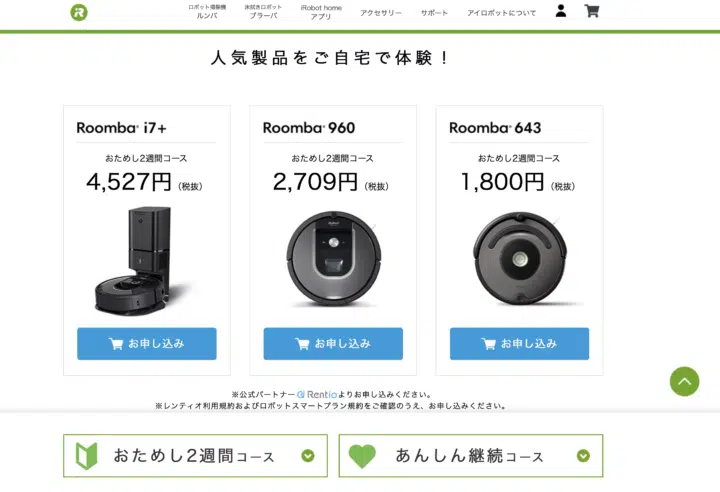 ロボット掃除機
ルンバ
床拭きロボット
ブラーバ
iRobot home
アプリ
アクセサリー
サポート
アイロボットについて
人気製品をご自宅で体験！
Roomba® i7+
おためし2週間コース
4,527円（税抜）
お申し込み
Roomba® 960
おためし2週間コース
2,709円（税抜）
お申し込み
Roomba® 643
おためし2週間コース
1,800円（税抜）
お申し込み
※公式パートナー Rentio よりお申し込みください。
※レンティオ利用規約およびロボットスマートプラン規約をご確認のうえ、お申し込みください。
おためし2週間コース
あんしん継続コース